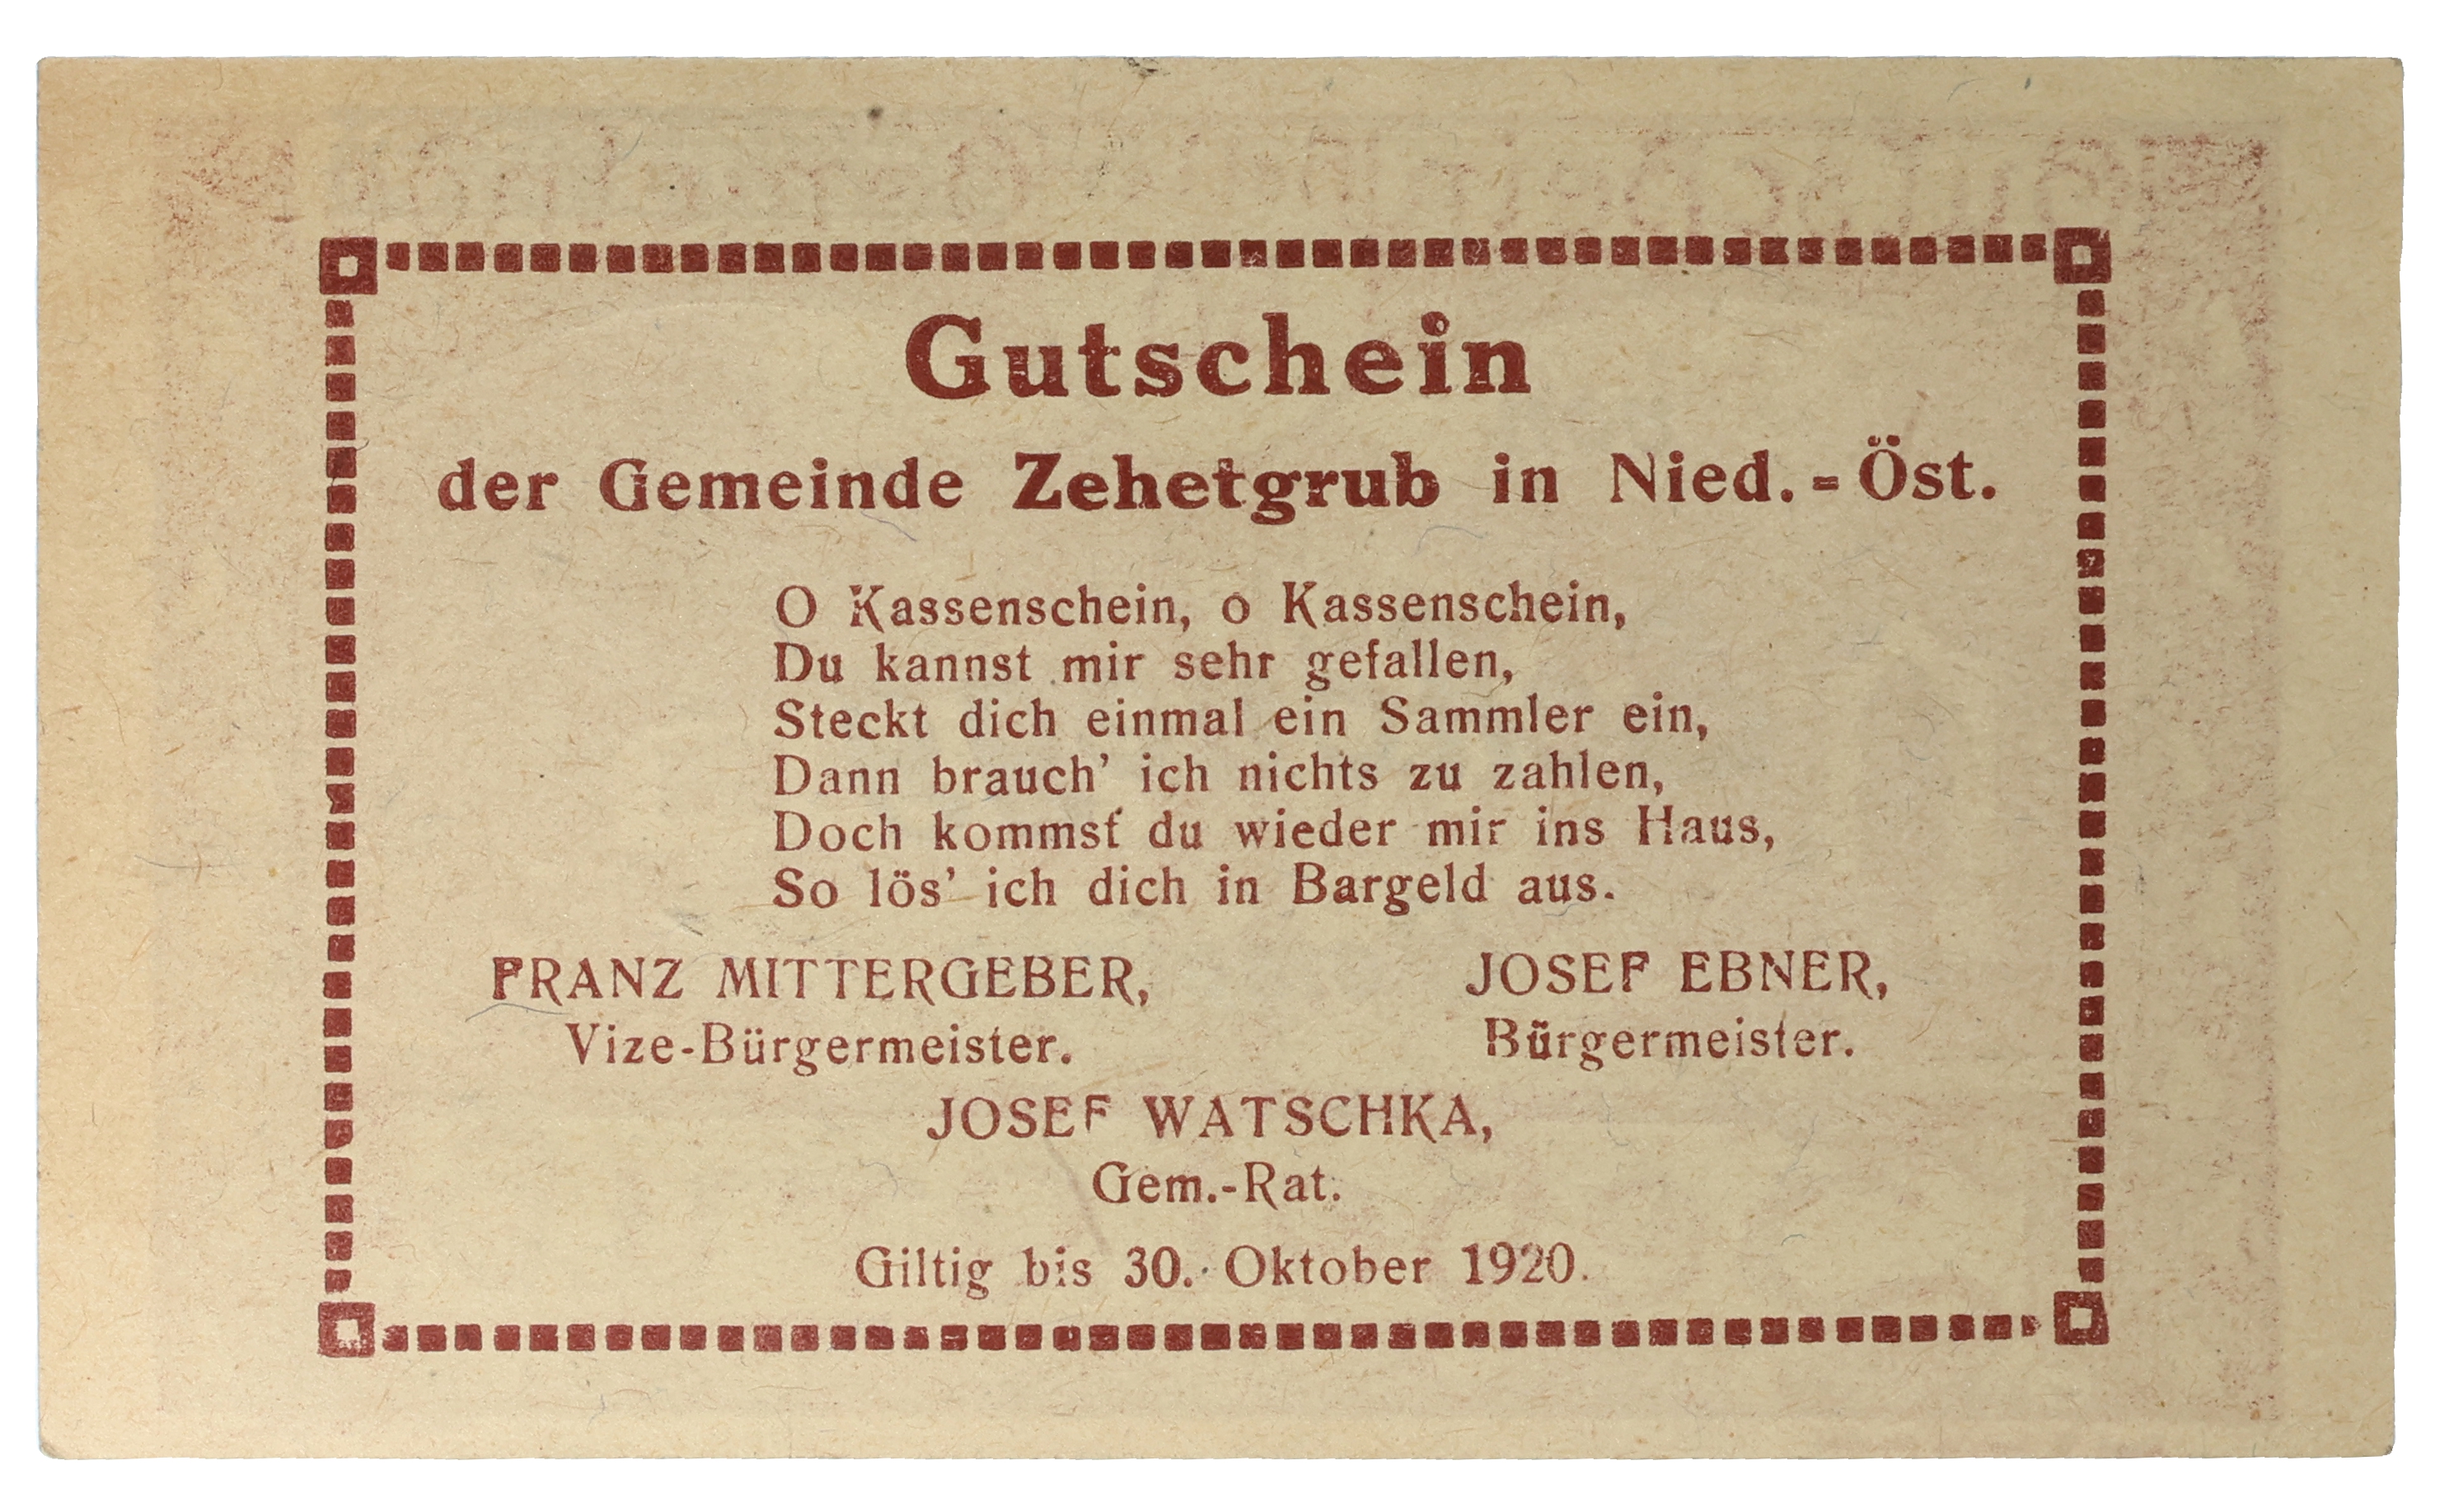 Gutschein
der Gemeinde Zehetgrub in Nied.=Öst.
O Kassenschein, o Kassenschein,
Du kannst mir sehr gefallen,
Steckt dich einmal ein Sammler ein,
Dann brauch’ ich nichts zu zahlen,
Doch kommst du wieder mir ins Haus,
So lös’ ich dich in Bargeld aus.
FRANZ MITTERGEBER, JOSEF EBNER,
Vize-Bürgermeister. Bürgermeister.
JOSEF WATSCHKA,
Gem.-Rat.
Giltig bis 30. Oktober 1920.